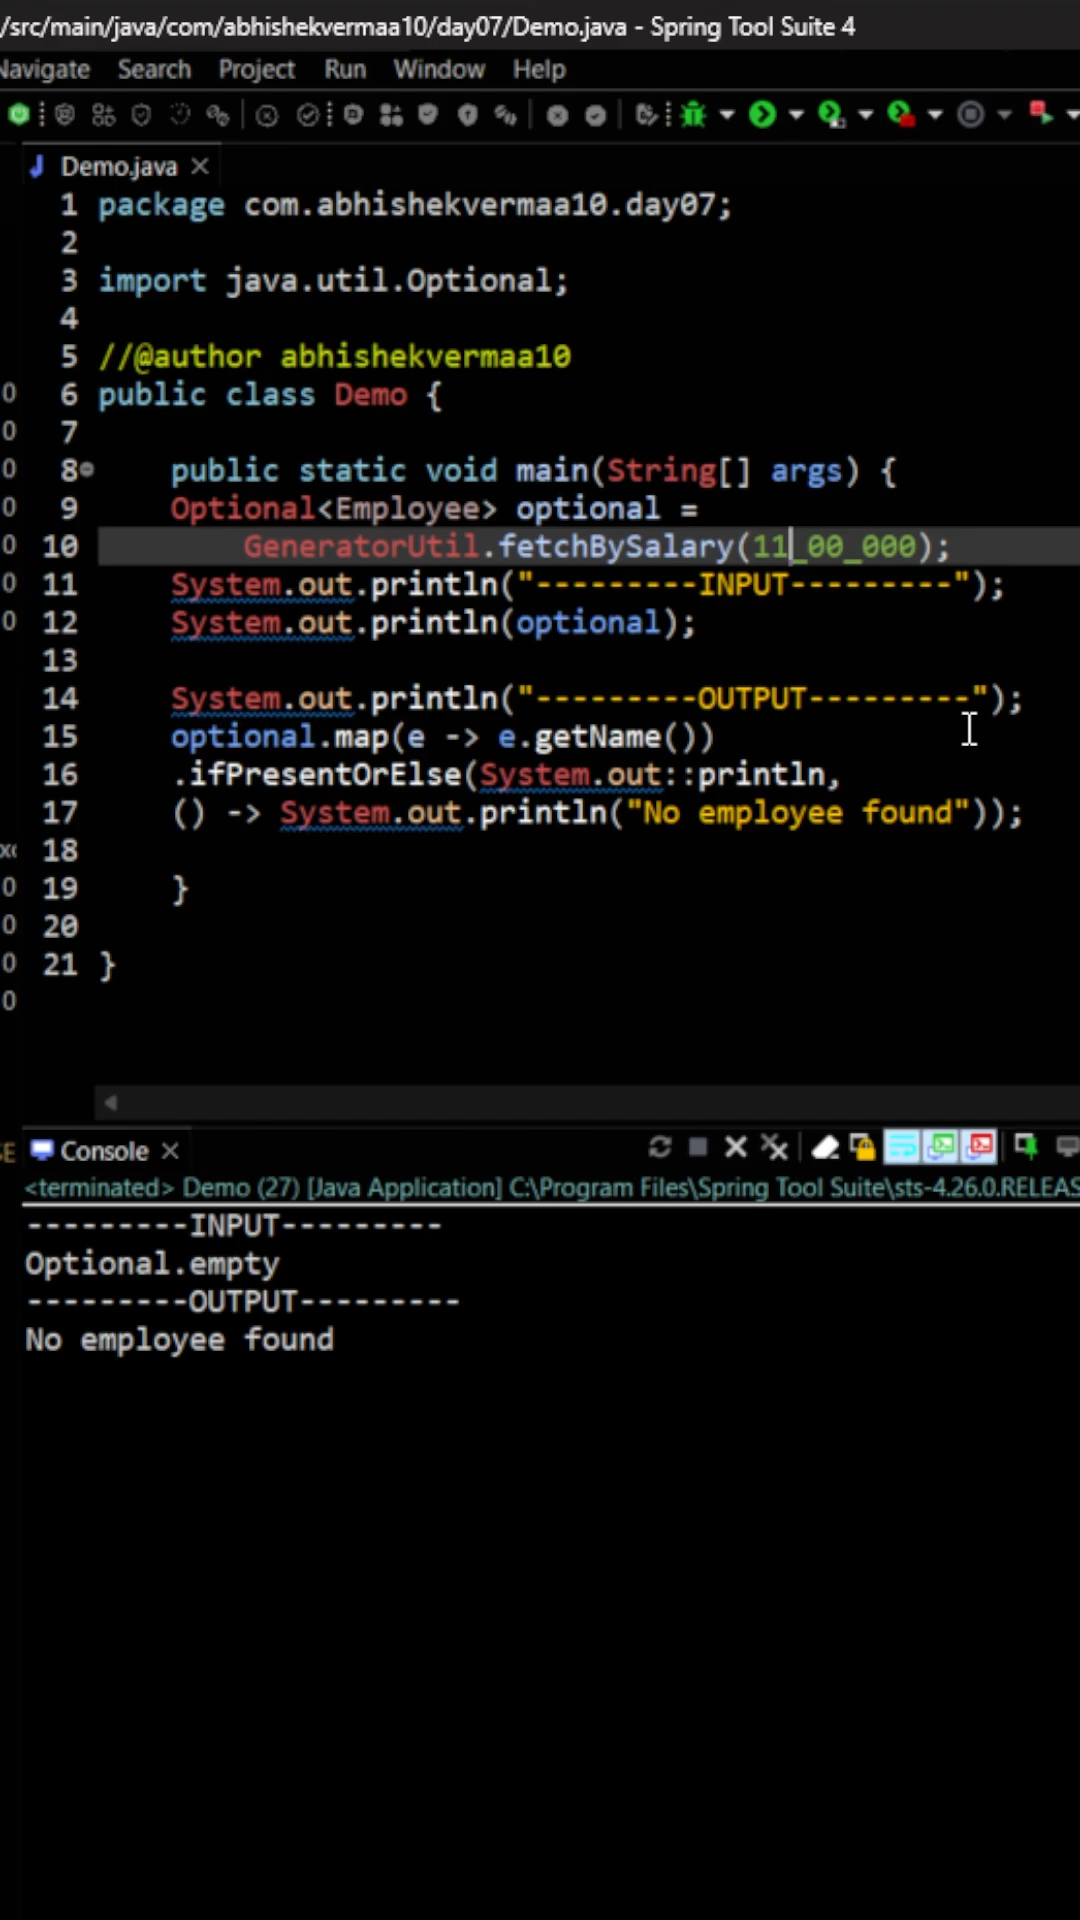 /src/main/java/com/abhishekvermaa10/day07/Demo.java - Spring Tool Suite 4
Navigate Search Project Run Window Help
Demo.java
1 package com.abhishekvermaa10.day07;
2
3 import java.util.Optional;
4
5 //@author abhishekvermaa10
6 public class Demo {
7
8     public static void main(String[] args) {
9     Optional<Employee> optional =
10         GeneratorUtil.fetchBySalary(11_00_000);
11     System.out.println("---------INPUT---------");
12     System.out.println(optional);
13
14     System.out.println("---------OUTPUT---------");
15     optional.map(e -> e.getName())
16     .ifPresentOrElse(System.out::println,
17     () -> System.out.println("No employee found"));
18
19     }
20
21 }
Console
<terminated> Demo (27) [Java Application] C:\Program Files\Spring Tool Suite\sts-4.26.0.RELEAS
---------INPUT---------
Optional.empty
---------OUTPUT---------
No employee found